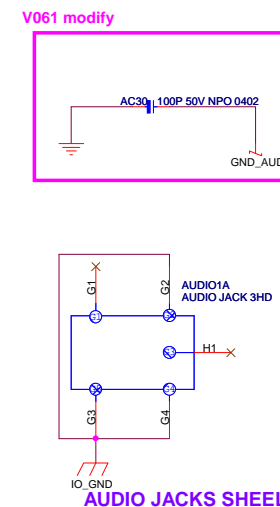 V061 modify
AC30 100P 50V NPO 0402
GND_AUD
G1
G2
AUDIO1A
AUDIO JACK 3HD
H1
G3
G4
IO_GND
AUDIO JACKS SHEEL